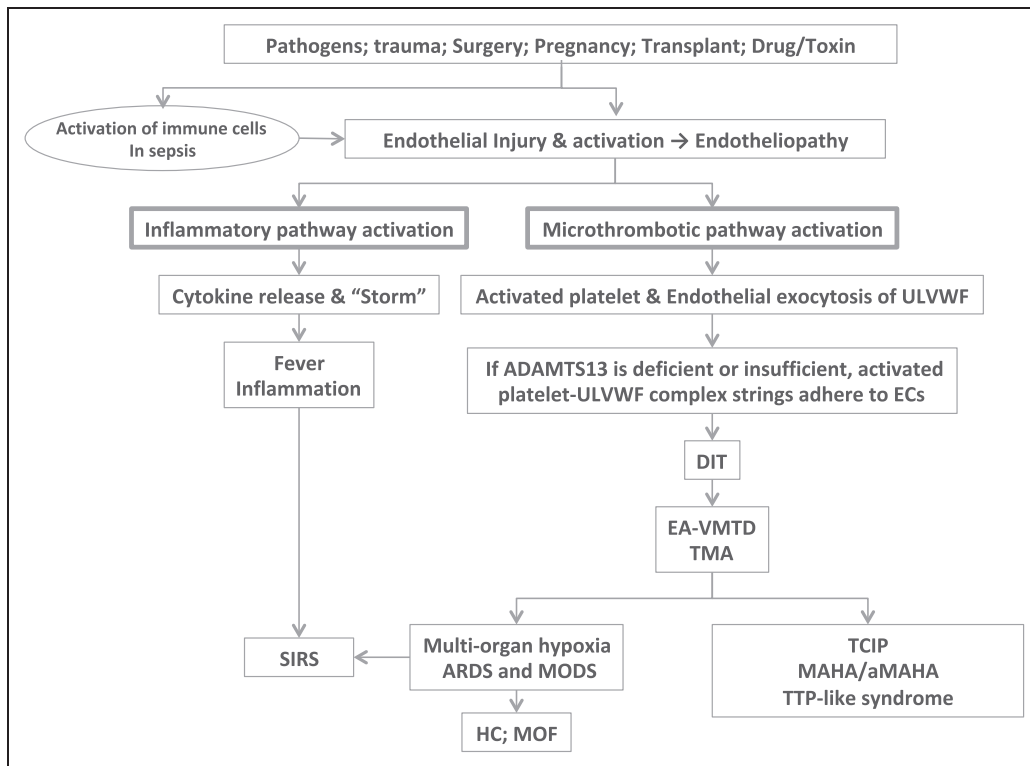 Pathogens; trauma; Surgery; Pregnancy; Transplant; Drug/Toxin
Activation of immune cells
In sepsis
Endothelial Injury & activation → Endotheliopathy
Inflammatory pathway activation
Microthrombotic pathway activation
Cytokine release & “Storm”
Activated platelet & Endothelial exocytosis of ULVWF
Fever
Inflammation
If ADAMTS13 is deficient or insufficient, activated
platelet-ULVWF complex strings adhere to ECs
DIT
EA-VMTD
TMA
SIRS
Multi-organ hypoxia
ARDS and MODS
TCIP
MAHA/aMAHA
TTP-like syndrome
HC; MOF